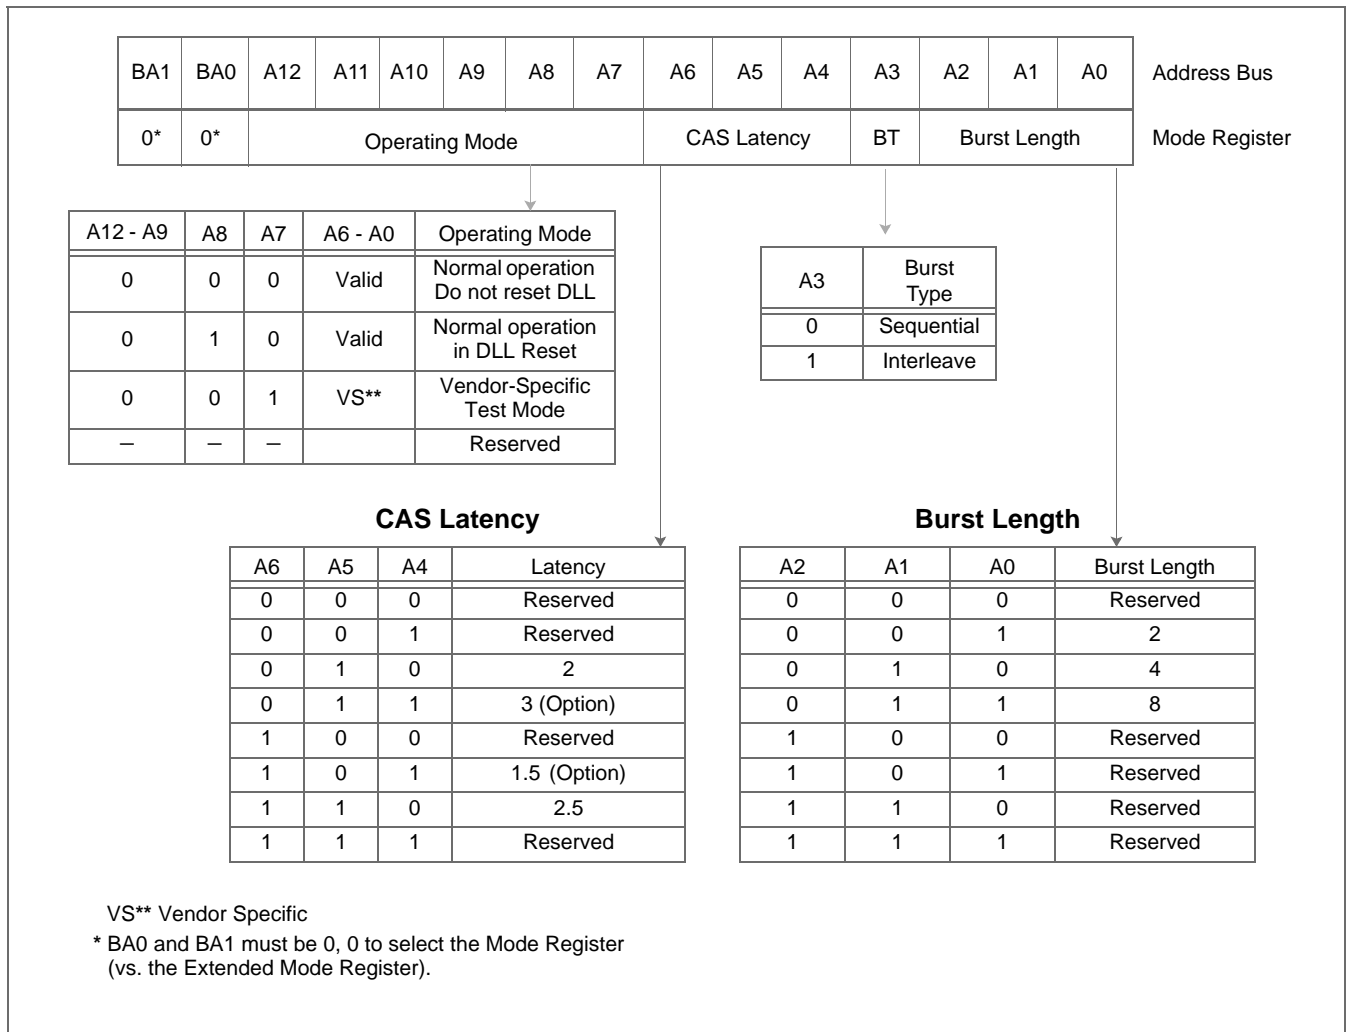 BA1 BA0 A12 A11 A10 A9 A8 A7 A6 A5 A4 A3 A2 A1 A0 Address Bus
0* 0* Operating Mode CAS Latency BT Burst Length Mode Register
A12 - A9 A8 A7 A6 - A0 Operating Mode
0 0 0 Valid Normal operation
Do not reset DLL
0 1 0 Valid Normal operation
in DLL Reset
0 0 1 VS** Vendor-Specific
Test Mode
– – – Reserved
A3 Burst
Type
0 Sequential
1 Interleave
CAS Latency
A6 A5 A4 Latency
0 0 0 Reserved
0 0 1 Reserved
0 1 0 2
0 1 1 3 (Option)
1 0 0 Reserved
1 0 1 1.5 (Option)
1 1 0 2.5
1 1 1 Reserved
Burst Length
A2 A1 A0 Burst Length
0 0 0 Reserved
0 0 1 2
0 1 0 4
0 1 1 8
1 0 0 Reserved
1 0 1 Reserved
1 1 0 Reserved
1 1 1 Reserved
VS** Vendor Specific
* BA0 and BA1 must be 0, 0 to select the Mode Register
(vs. the Extended Mode Register).